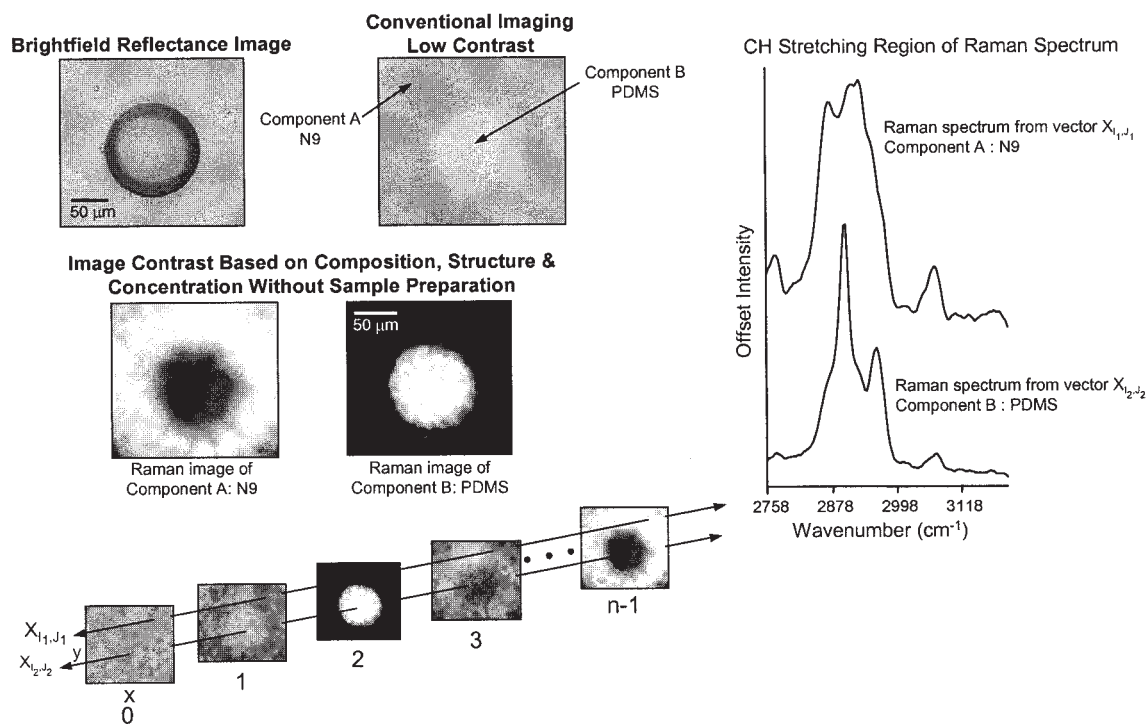 Brightfield Reflectance Image
50 μm
Conventional Imaging
Low Contrast
Component A
N9
Component B
PDMS
CH Stretching Region of Raman Spectrum
Raman spectrum from vector X_{I₁,J₁}
Component A : N9
Raman spectrum from vector X_{I₂,J₂}
Component B : PDMS
Offset Intensity
2758 2878 2998 3118
Wavenumber (cm⁻¹)
Image Contrast Based on Composition, Structure &
Concentration Without Sample Preparation
50 μm
Raman image of
Component A: N9
Raman image of
Component B: PDMS
X_{I₁,J₁}
X_{I₂,J₂}
y
x
0
1
2
3
n-1